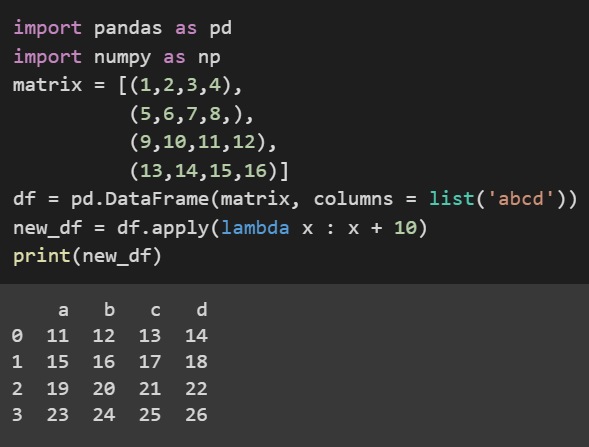 import pandas as pd
import numpy as np
matrix = [(1,2,3,4),
          (5,6,7,8,),
          (9,10,11,12),
          (13,14,15,16)]
df = pd.DataFrame(matrix, columns = list('abcd'))
new_df = df.apply(lambda x : x + 10)
print(new_df)
    a   b   c   d
0  11  12  13  14
1  15  16  17  18
2  19  20  21  22
3  23  24  25  26